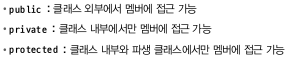 • public : 클래스 외부에서 멤버에 접근 가능
• private : 클래스 내부에서만 멤버에 접근 가능
• protected : 클래스 내부와 파생 클래스에서만 멤버에 접근 가능